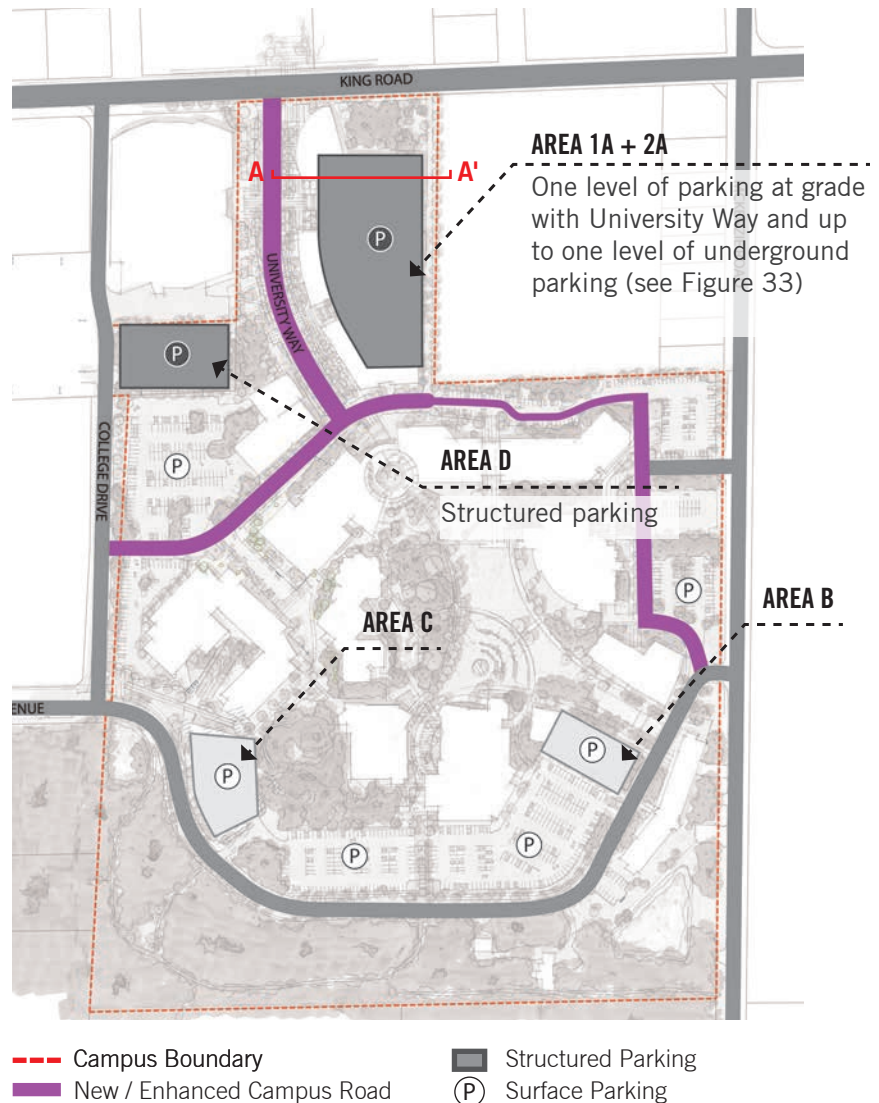 KING ROAD
AREA 1A + 2A
A
A'
One level of parking at grade
with University Way and up
to one level of underground
parking (see Figure 33)
P
UNIVERSITY WAY
P
COLLEGE DRIVE
P
AREA D
Structured parking
P
AREA B
AREA C
ENUE
P
P
P
P
Campus Boundary
Structured Parking
New / Enhanced Campus Road
P
Surface Parking